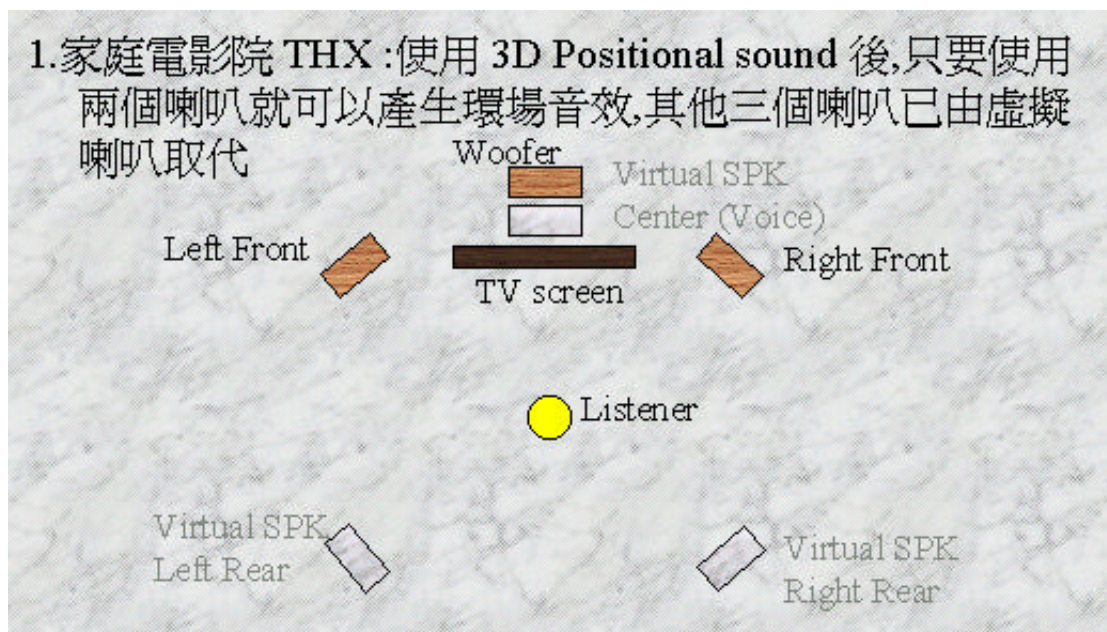 1.家庭電影院 THX :使用 3D Positional sound 後,只要使用
兩個喇叭就可以產生環場音效,其他三個喇叭已由虛擬
喇叭取代
Woofer
Virtual SPK
Center (Voice)
Left Front
Right Front
TV screen
Listener
Virtual SPK
Left Rear
Virtual SPK
Right Rear